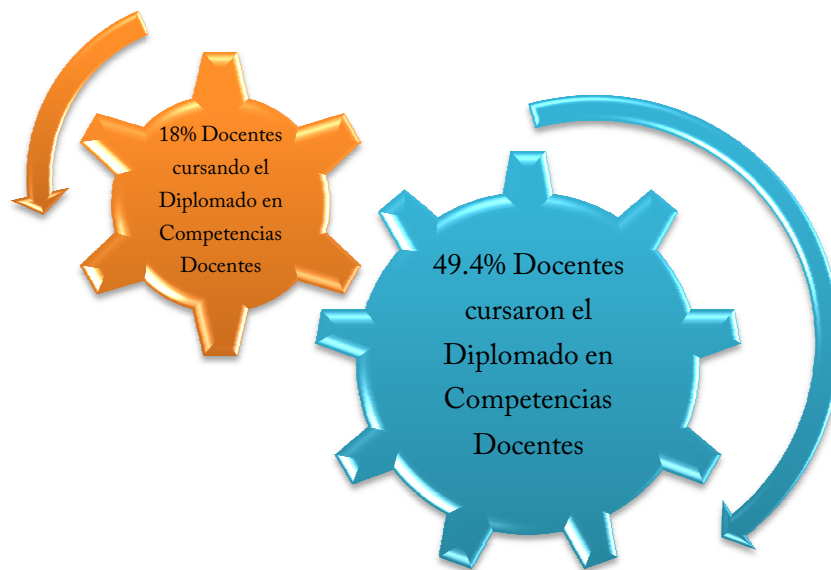 18% Docentes
cursando el
Diplomado en
Competencias
Docentes
49.4% Docentes
cursaron el
Diplomado en
Competencias
Docentes